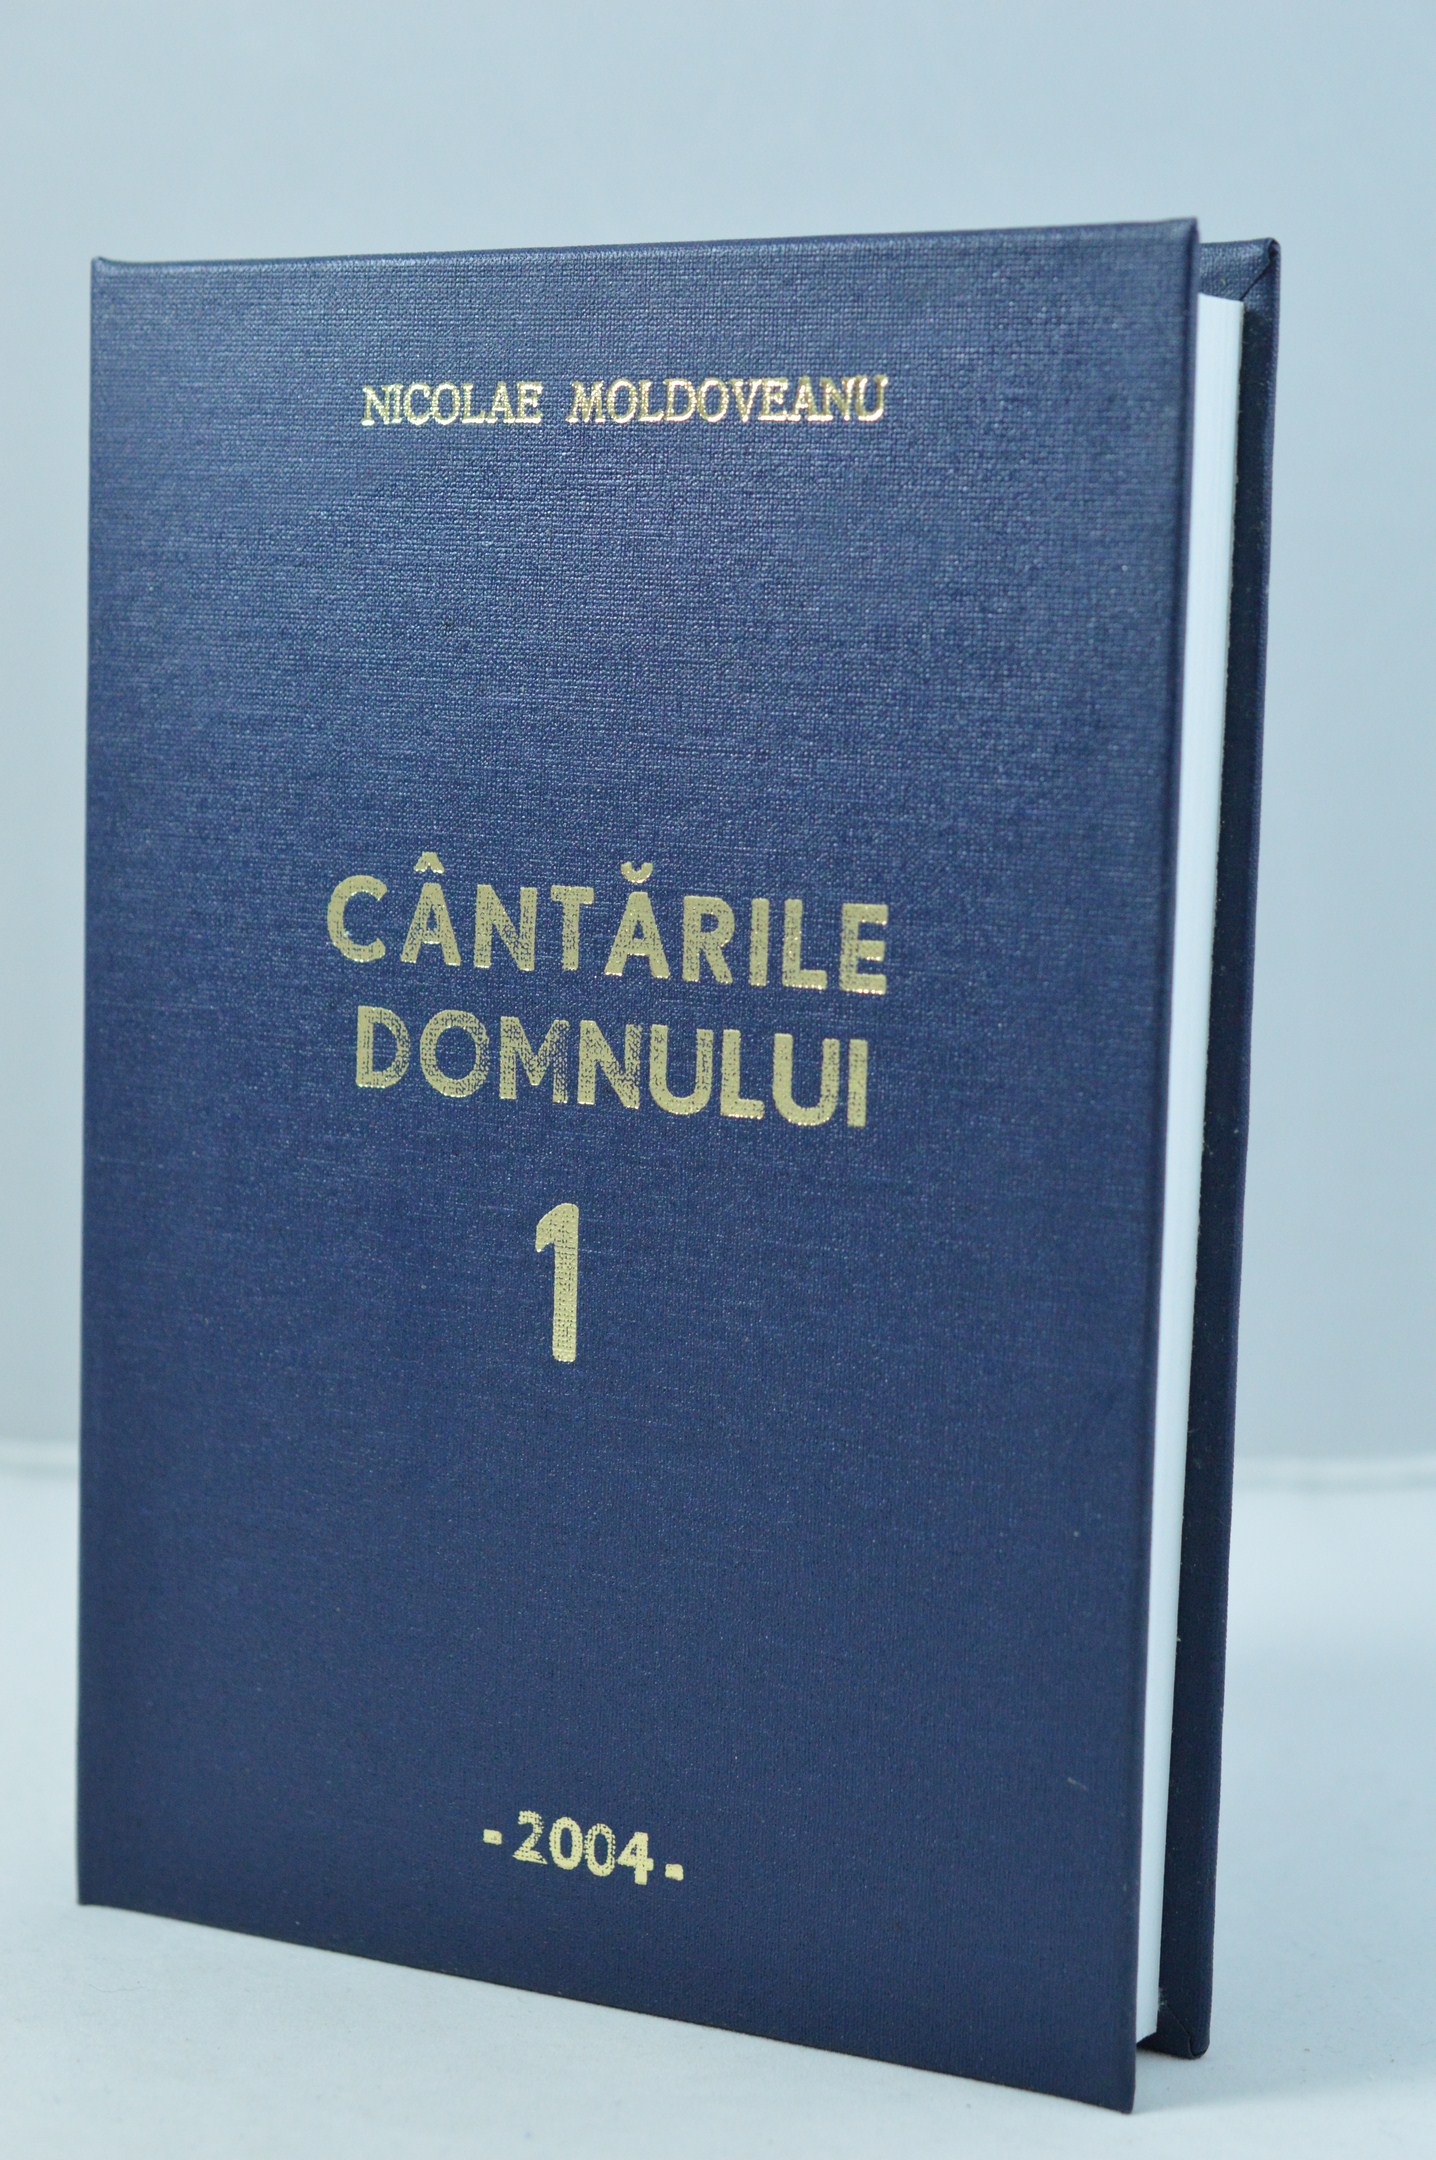 NICOLAE MOLDOVEANU
CÂNTĂRILE
DOMNULUI
1
-2004-